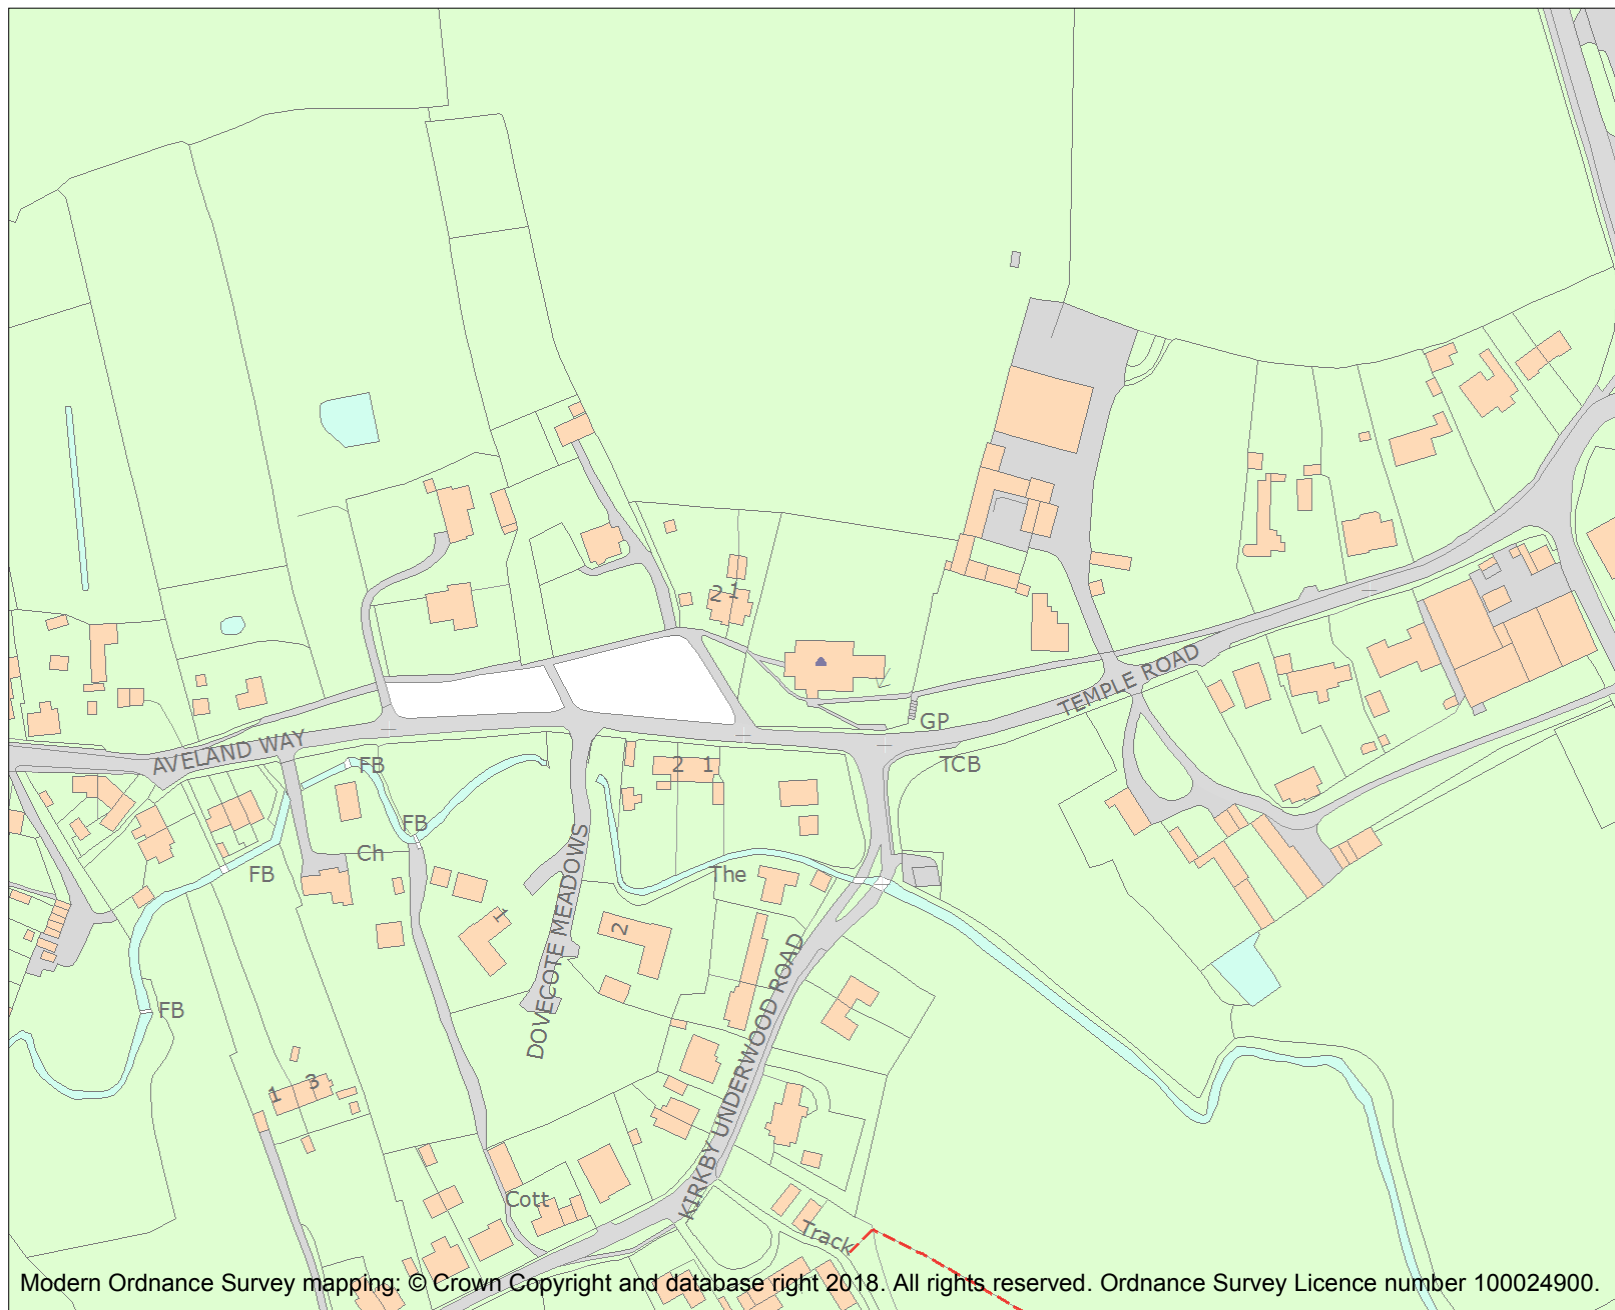 2 1
GP
TEMPLE ROAD
AVELAND WAY
FB
2 1
TCB
FB
Ch
FB
The
DOVECOTE MEADOWS
1
2
FB
KIRKBY UNDERWOOD ROAD
1 3
Cott
Track
Modern Ordnance Survey mapping: © Crown Copyright and database right 2018. All rights reserved. Ordnance Survey Licence number 100024900.